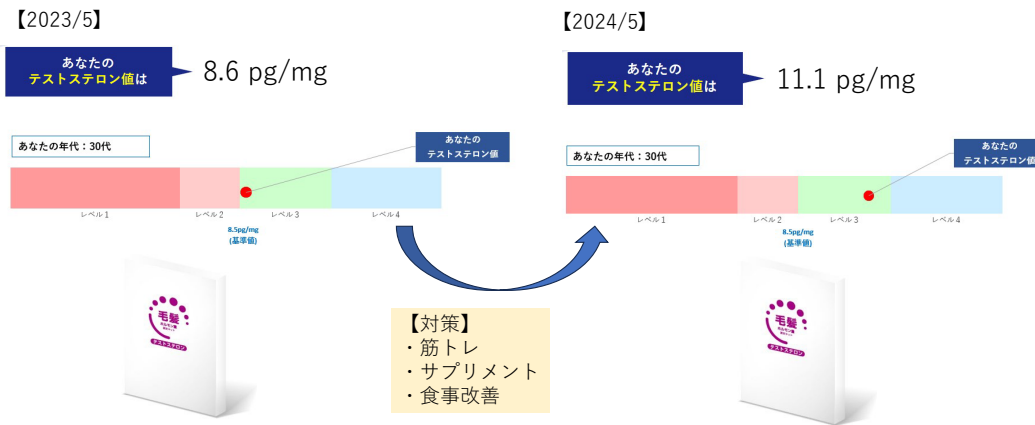 【2023/5】
あなたの
テストステロン値は
8.6 pg/mg
あなたの年代：30代
あなたの
テストステロン値
レベル1
レベル2
レベル3
レベル4
8.5pg/mg
(基準値)
毛髪
テストステロン
【対策】
・筋トレ
・サプリメント
・食事改善
【2024/5】
あなたの
テストステロン値は
11.1 pg/mg
あなたの年代：30代
あなたの
テストステロン値
レベル1
レベル2
レベル3
レベル4
8.5pg/mg
(基準値)
毛髪
テストステロン